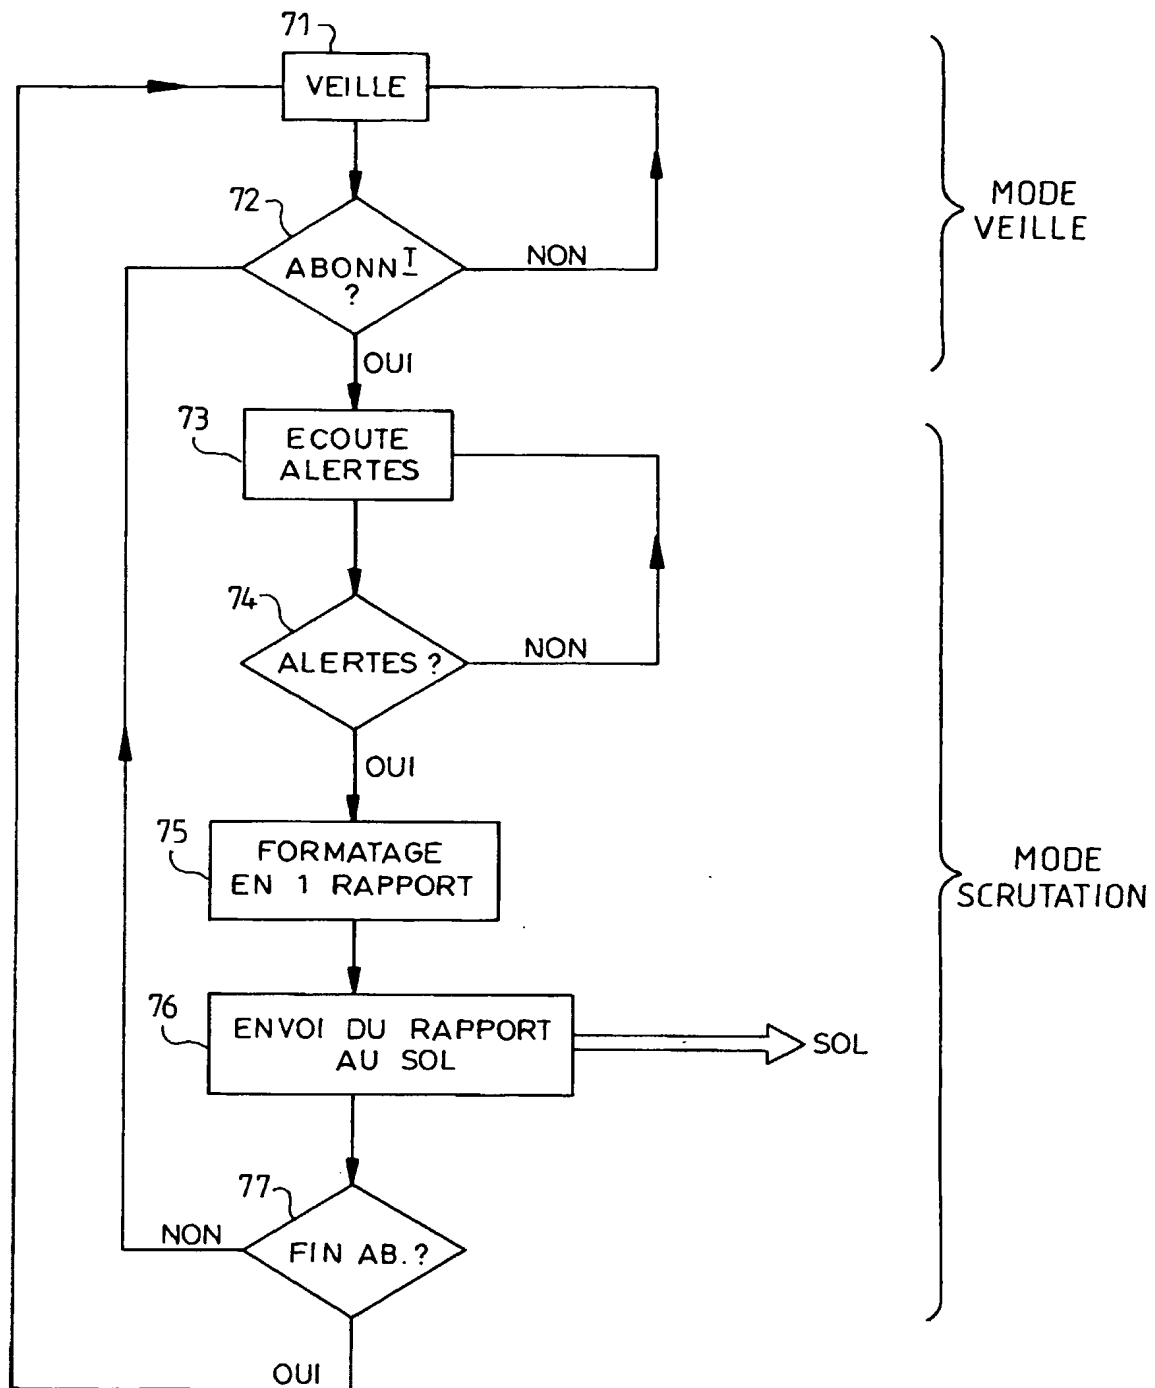 71
VEILLE
72
ABONNT
?
NON
OUI
MODE
VEILLE
73
ECOUTE
ALERTES
74
ALERTES ?
NON
OUI
75
FORMATAGE
EN 1 RAPPORT
76
ENVOI DU RAPPORT
AU SOL
SOL
MODE
SCRUTATION
77
FIN AB. ?
NON
OUI